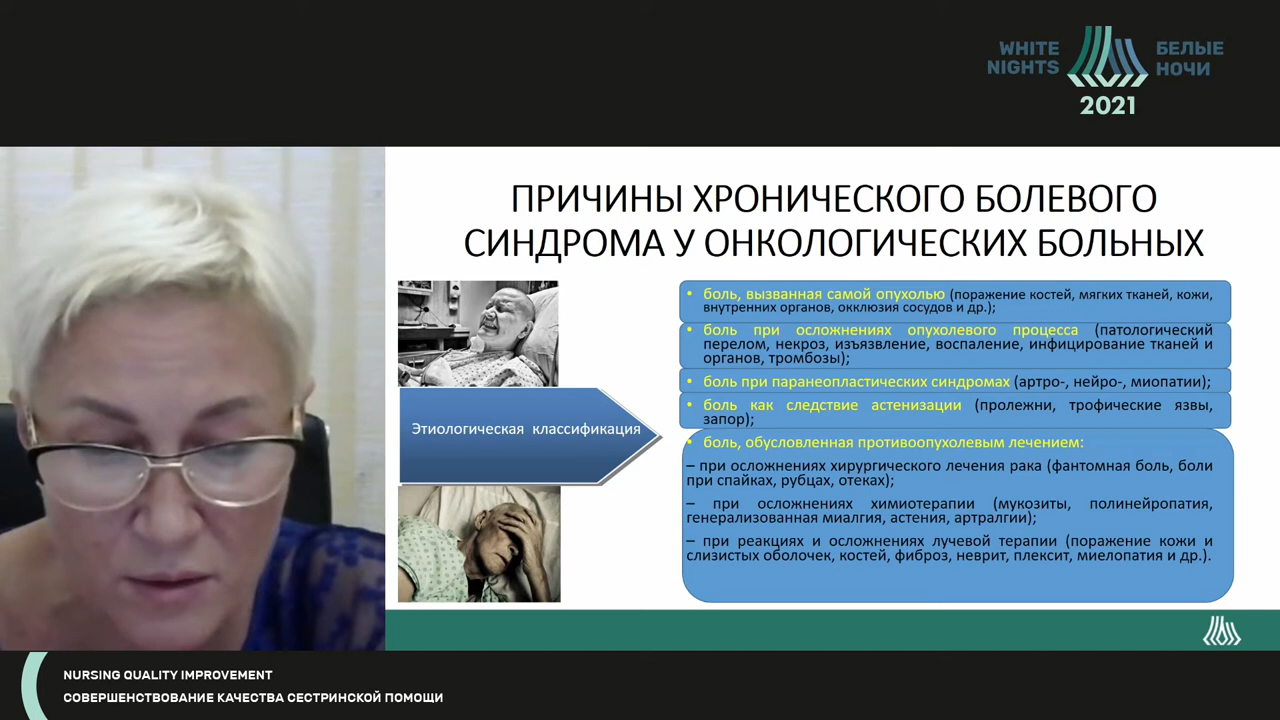 WHITE
NIGHTS
БЕЛЫЕ
НОЧИ
2021
ПРИЧИНЫ ХРОНИЧЕСКОГО БОЛЕВОГО
СИНДРОМА У ОНКОЛОГИЧЕСКИХ БОЛЬНЫХ
Этиологическая классификация
• боль, вызванная самой опухолью (поражение костей, мягких тканей, кожи,
внутренних органов, окклюзия сосудов и др.);
• боль при осложнениях опухолевого процесса (патологический
перелом, некроз, изъязвление, воспаление, инфицирование тканей и
органов, тромбозы);
• боль при паранеопластических синдромах (артро-, нейро-, миопатии);
• боль как следствие астенизации (пролежни, трофические язвы,
запор);
• боль, обусловленная противоопухолевым лечением:
– при осложнениях хирургического лечения рака (фантомная боль, боли
при спайках, рубцах, отеках);
– при осложнениях химиотерапии (мукозиты, полинейропатия,
генерализованная миалгия, астения, артралгии);
– при реакциях и осложнениях лучевой терапии (поражение кожи и
слизистых оболочек, костей, фиброз, неврит, плексит, миелопатия и др.).
NURSING QUALITY IMPROVEMENT
СОВЕРШЕНСТВОВАНИЕ КАЧЕСТВА СЕСТРИНСКОЙ ПОМОЩИ